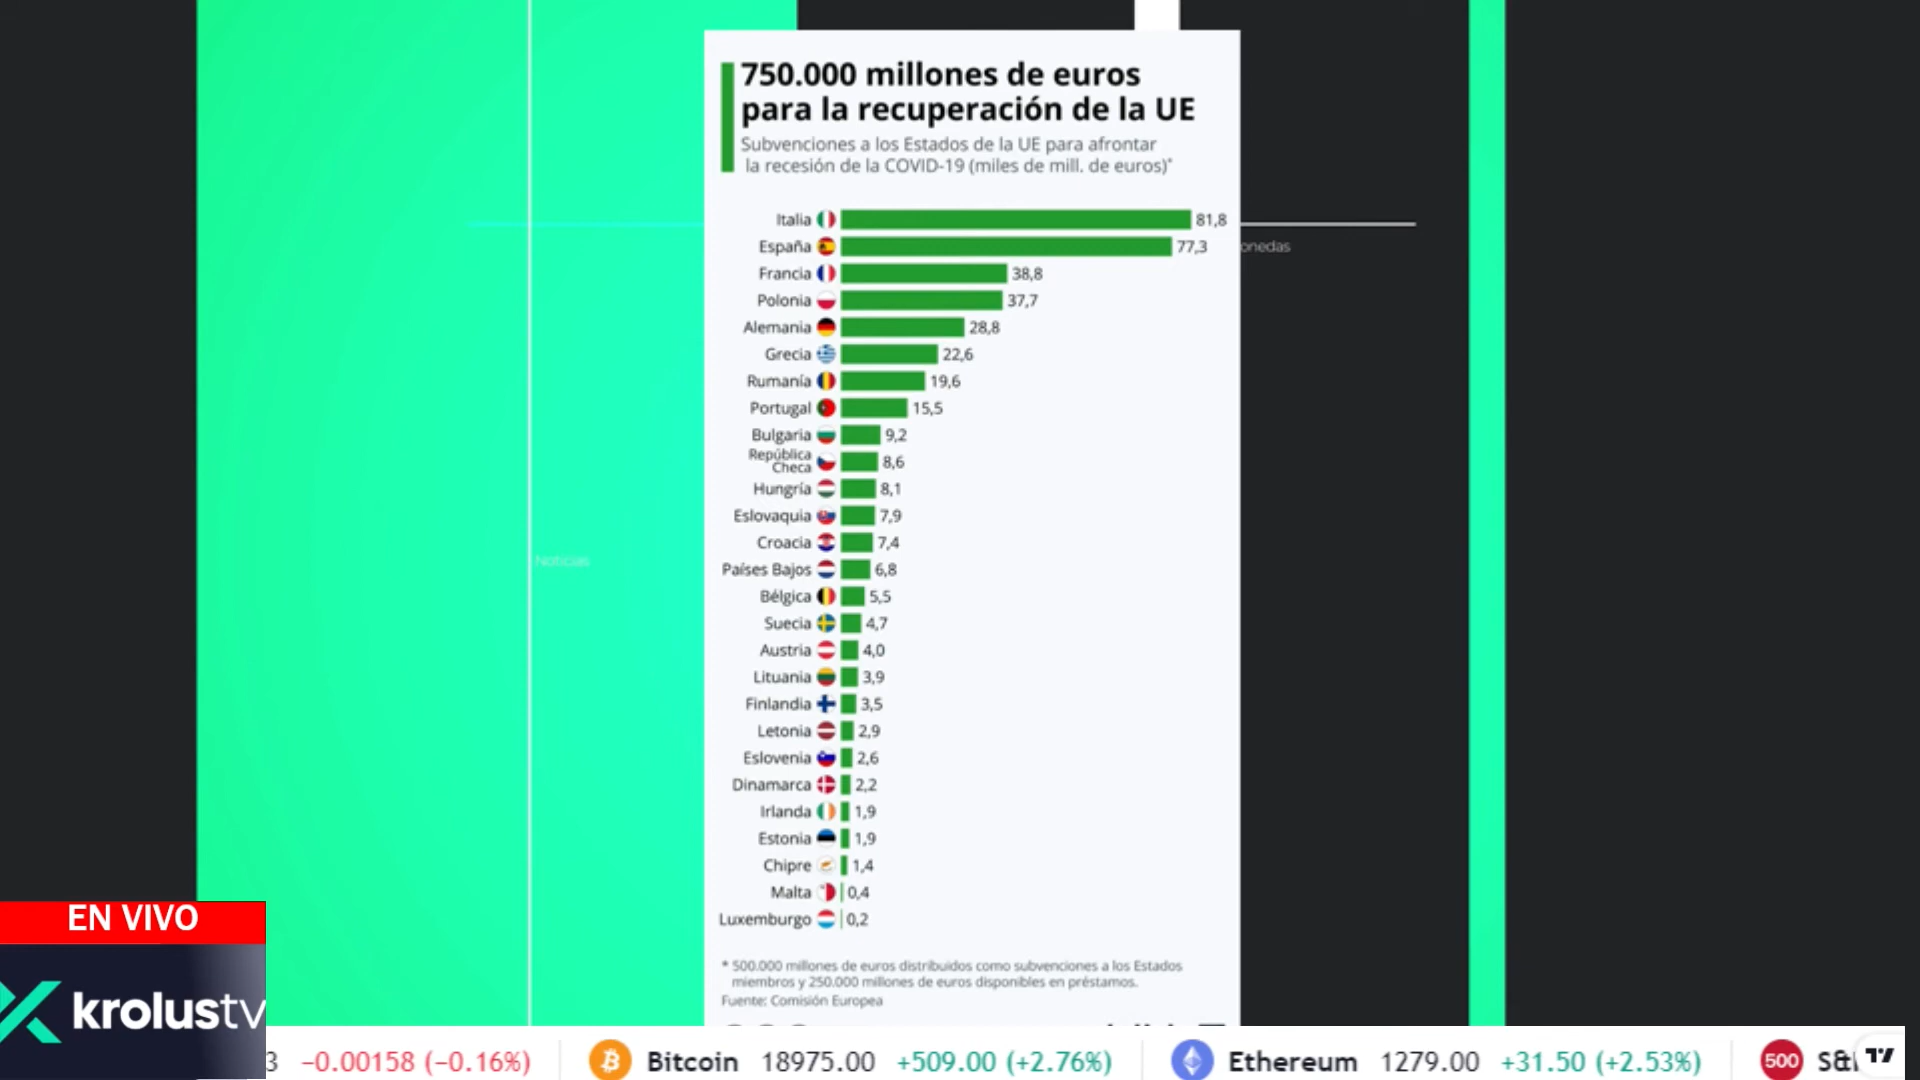 750.000 millones de euros
para la recuperación de la UE
Subvenciones a los Estados de la UE para afrontar
la recesión de la COVID-19 (miles de mill. de euros)*
Italia 81,8
España 77,3
Francia 38,8
Polonia 37,7
Alemania 28,8
Grecia 22,6
Rumanía 19,6
Portugal 15,5
Bulgaria 9,2
República
Checa 8,6
Hungría 8,1
Eslovaquia 7,9
Croacia 7,4
Países Bajos 6,8
Bélgica 5,5
Suecia 4,7
Austria 4,0
Lituania 3,9
Finlandia 3,5
Letonia 2,9
Eslovenia 2,6
Dinamarca 2,2
Irlanda 1,9
Estonia 1,9
Chipre 1,4
Malta 0,4
Luxemburgo 0,2
* 500.000 millones de euros distribuidos como subvenciones a los Estados
miembros y 250.000 millones de euros disponibles en préstamos.
Fuente: Comisión Europea
onedas
Noticias
EN VIVO
krolustv
3 −0.00158 (−0.16%) Bitcoin 18975.00 +509.00 (+2.76%) Ethereum 1279.00 +31.50 (+2.53%) 500 S&